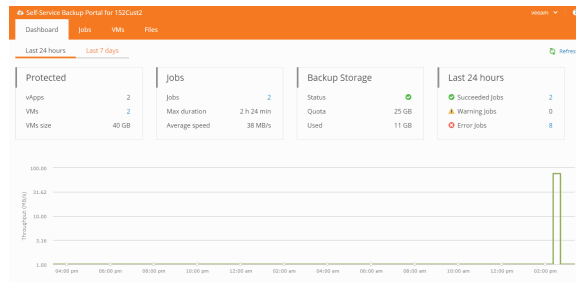 Self-Service Backup Portal for 152Cust2
veeam
Dashboard Jobs VMs Files
Last 24 hours Last 7 days
Refresh
Protected
vApps 2
VMs 2
VMs size 40 GB
Jobs
Jobs 2
Max duration 2 h 24 min
Average speed 38 MB/s
Backup Storage
Status
Quota 25 GB
Used 11 GB
Last 24 hours
Succeeded Jobs 2
Warning Jobs 0
Error Jobs 8
Throughput (MB/s)
100.00
31.62
10.00
3.16
1.00
04:00 pm 06:00 pm 08:00 pm 10:00 pm 12:00 am 02:00 am 04:00 am 06:00 am 08:00 am 10:00 am 12:00 pm 02:00 pm